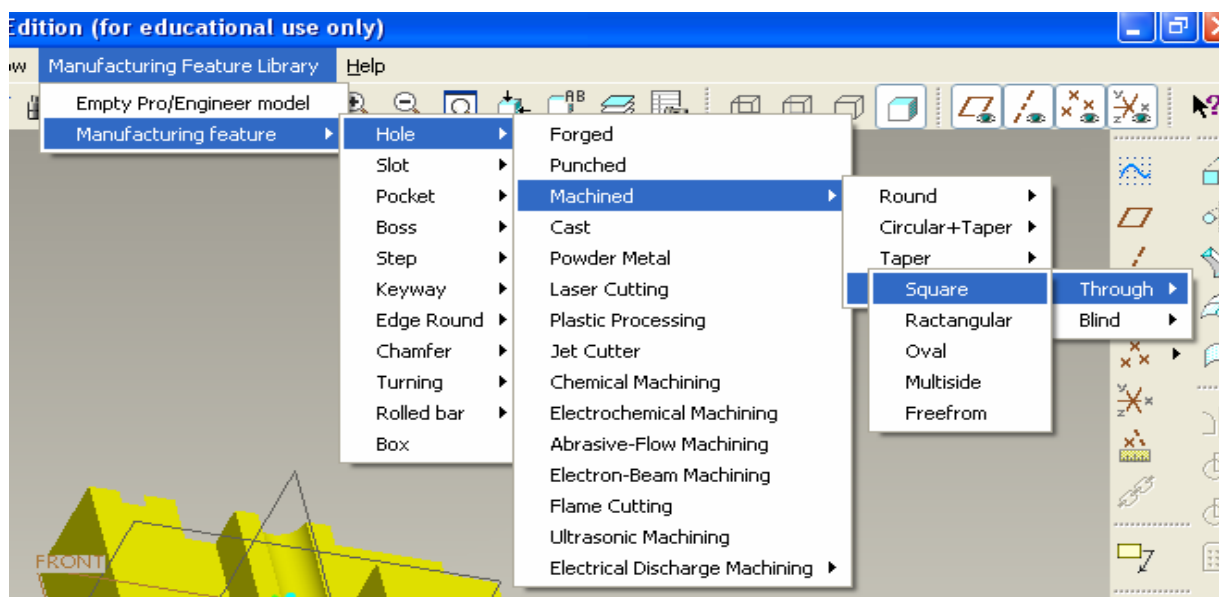 Edition (for educational use only)
ow Manufacturing Feature Library Help
Empty Pro/Engineer model
Manufacturing feature
Hole
Slot
Pocket
Boss
Step
Keyway
Edge Round
Chamfer
Turning
Rolled bar
Box
Forged
Punched
Machined
Cast
Powder Metal
Laser Cutting
Plastic Processing
Jet Cutter
Chemical Machining
Electrochemical Machining
Abrasive-Flow Machining
Electron-Beam Machining
Flame Cutting
Ultrasonic Machining
Electrical Discharge Machining
Round
Circular+Taper
Taper
Square
Ractangular
Oval
Multiside
Freefrom
Through
Blind
AB
FRONT